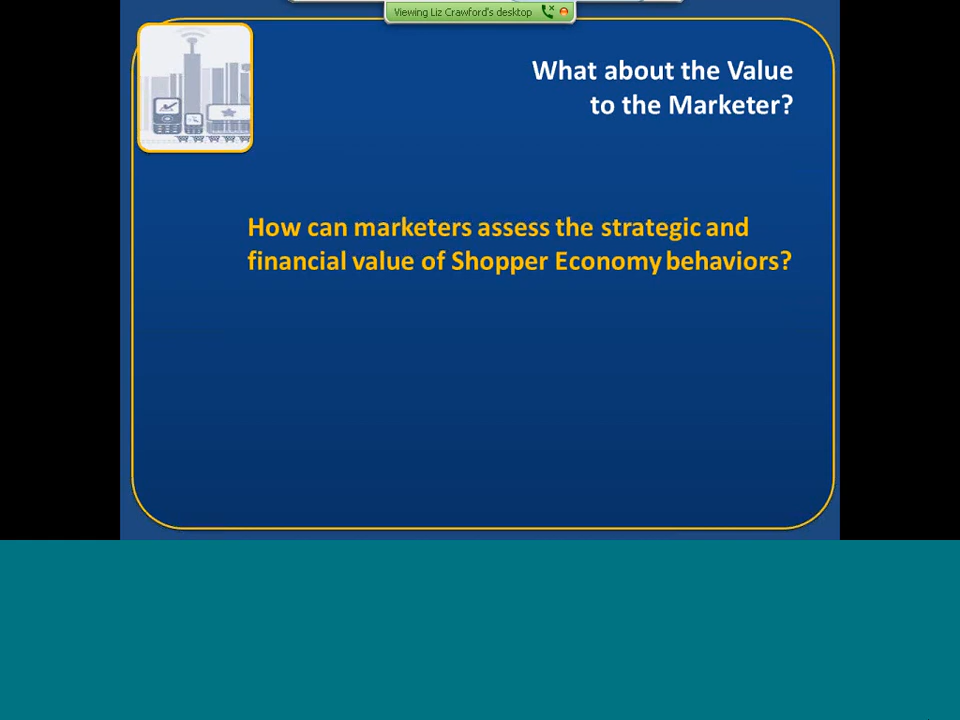 Viewing Liz Crawford's desktop
What about the Value
to the Marketer?
How can marketers assess the strategic and
financial value of Shopper Economy behaviors?